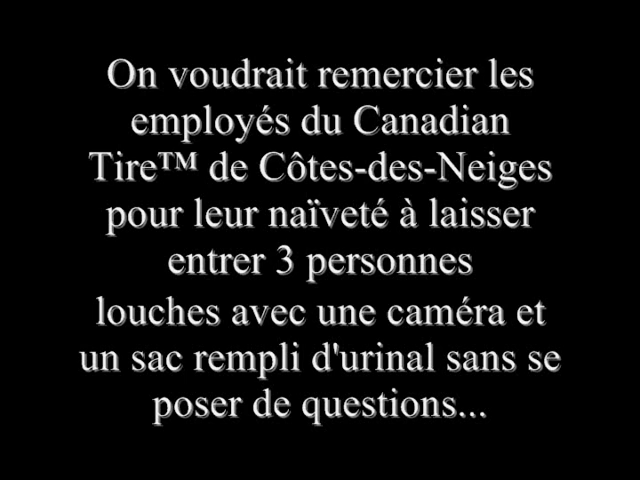 On voudrait remercier les
employés du Canadian
Tire™ de Côtes-des-Neiges
pour leur naïveté à laisser
entrer 3 personnes
louches avec une caméra et
un sac rempli d'urinal sans se
poser de questions...